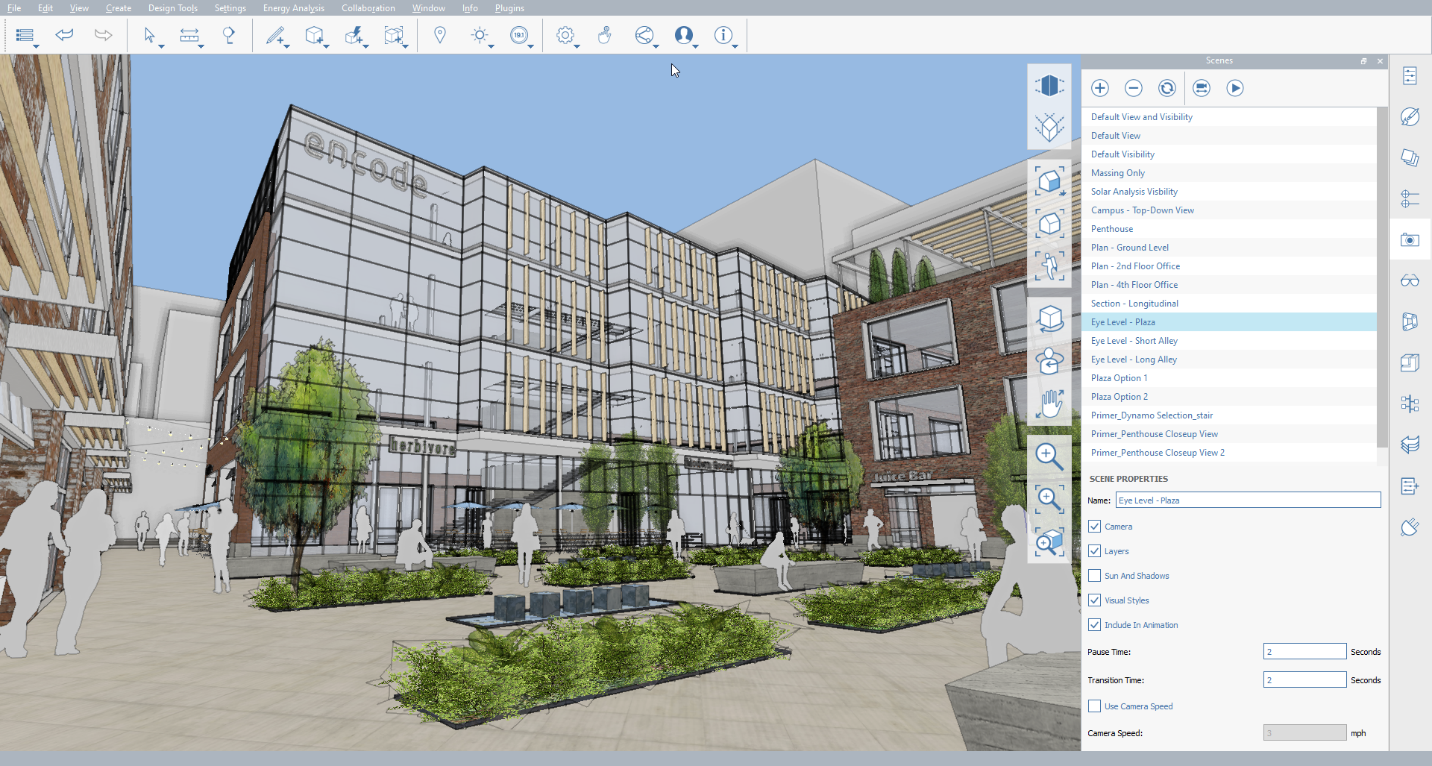 File Edit View Create Design Tools Settings Energy Analysis Collaboration Window Info Plugins
19.1
Scenes
Default View and Visibility
Default View
Default Visibility
Massing Only
Solar Analysis Visbility
Campus - Top-Down View
Penthouse
Plan - Ground Level
Plan - 2nd Floor Office
Plan - 4th Floor Office
Section - Longitudinal
Eye Level - Plaza
Eye Level - Short Alley
Eye Level - Long Alley
Plaza Option 1
Plaza Option 2
Primer_Dynamo Selection_stair
Primer_Penthouse Closeup View
Primer_Penthouse Closeup View 2
SCENE PROPERTIES
Name: Eye Level - Plaza
Camera
Layers
Sun And Shadows
Visual Styles
Include In Animation
Pause Time: 2 Seconds
Transition Time: 2 Seconds
Use Camera Speed
Camera Speed: 3 mph
encode
herbivore
Juice Bar